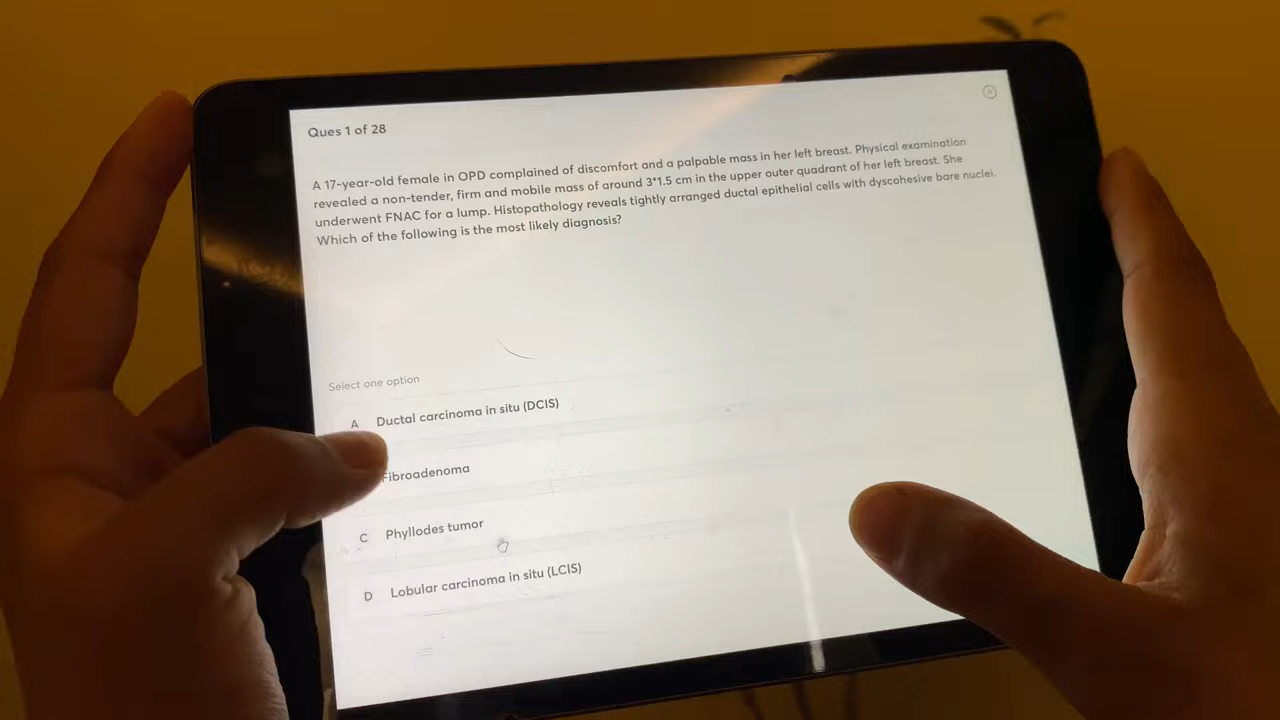 Ques 1 of 28
A 17-year-old female in OPD complained of discomfort and a palpable mass in her left breast. Physical examination
revealed a non-tender, firm and mobile mass of around 3*1.5 cm in the upper outer quadrant of her left breast. She
underwent FNAC for a lump. Histopathology reveals tightly arranged ductal epithelial cells with dyscohesive bare nuclei.
Which of the following is the most likely diagnosis?
Select one option
A Ductal carcinoma in situ (DCIS)
Fibroadenoma
C Phyllodes tumor
D Lobular carcinoma in situ (LCIS)